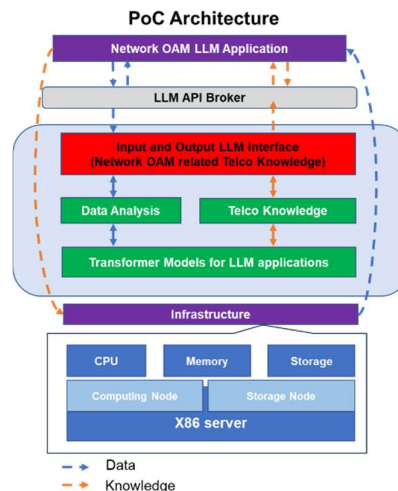 PoC Architecture
Network OAM LLM Application
LLM API Broker
Input and Output LLM Interface
(Network OAM related Telco Knowledge)
Data Analysis
Telco Knowledge
Transformer Models for LLM applications
Infrastructure
CPU
Memory
Storage
Computing Node
Storage Node
X86 server
Data
Knowledge